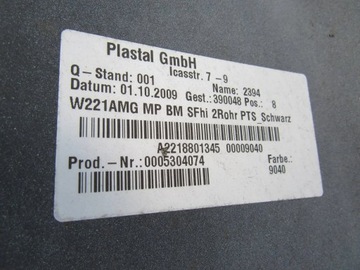 Plastal GmbH
Icasstr. 7-9
Q-Stand: 001 Name: 2394
Datum: 01.10.2009 Gest.: 390048 Pos.: 8
W221AMG MP BM SFhi 2Rohr PTS Schwarz
A2218801345 00009040
Prod.-Nr.:0005304074 Farbe.:
9040